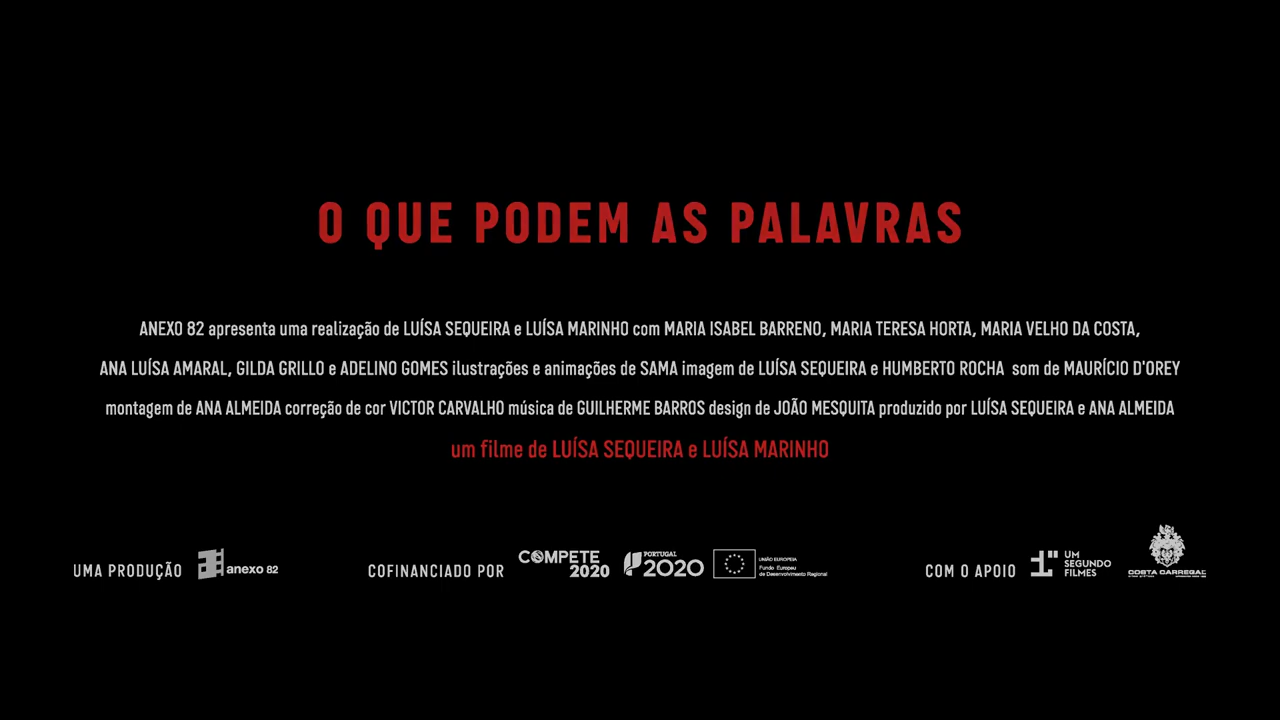 O QUE PODEM AS PALAVRAS
ANEXO 82 apresenta uma realização de LUÍSA SEQUEIRA e LUÍSA MARINHO com MARIA ISABEL BARRENO, MARIA TERESA HORTA, MARIA VELHO DA COSTA,
ANA LUÍSA AMARAL, GILDA GRILLO e ADELINO GOMES ilustrações e animações de SAMA imagem de LUÍSA SEQUEIRA e HUMBERTO ROCHA som de MAURÍCIO D'OREY
montagem de ANA ALMEIDA correção de cor VICTOR CARVALHO música de GUILHERME BARROS design de JOÃO MESQUITA produzido por LUÍSA SEQUEIRA e ANA ALMEIDA
um filme de LUÍSA SEQUEIRA e LUÍSA MARINHO
UMA PRODUÇÃO
anexo 82
COFINANCIADO POR
COMPETE
2020
PORTUGAL
2020
UNIÃO EUROPEIA
Fundo Europeu
de Desenvolvimento Regional
COM O APOIO
UM
SEGUNDO
FILMES
COSTA CARREGAL